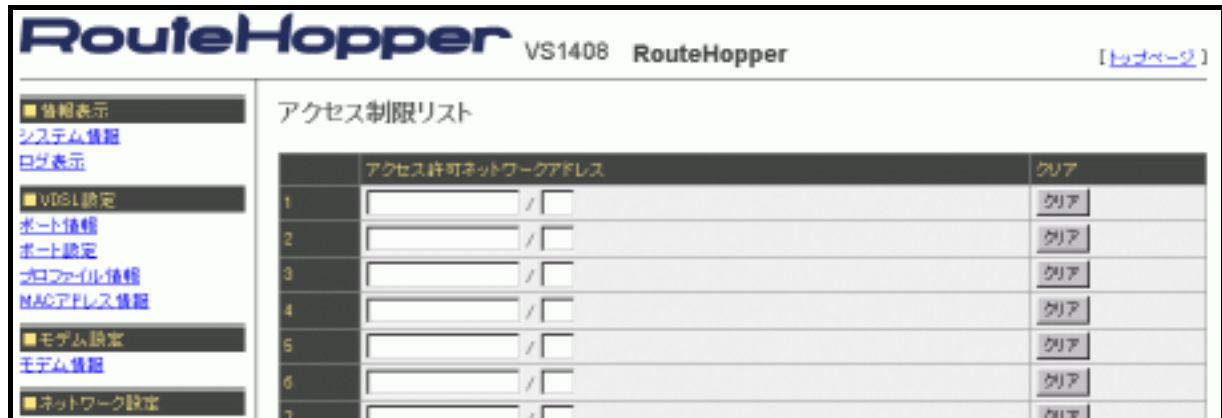 RouteHopper VS1408 RouteHopper [トップページ]
■情報表示
システム情報
ログ表示
■VDSL設定
ポート情報
ポート設定
プロファイル情報
MACアドレス情報
■モデム設定
モデム情報
■ネットワーク設定
アクセス制限リスト
アクセス許可ネットワークアドレス クリア
1 / クリア
2 / クリア
3 / クリア
4 / クリア
5 / クリア
6 / クリア
7 / クリア